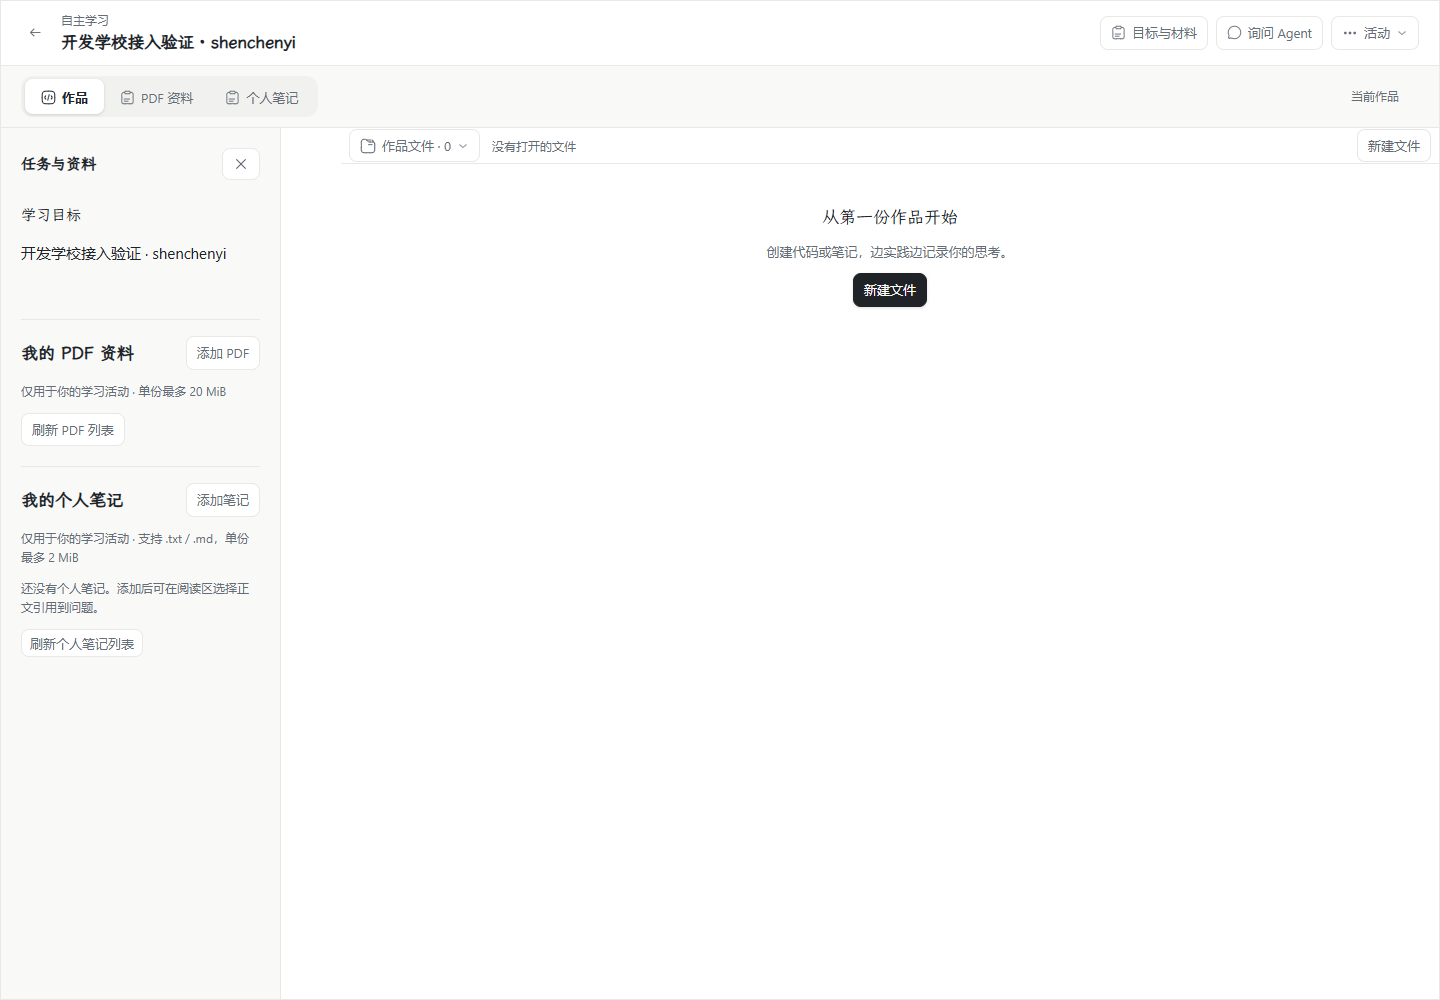 自主学习
开发学校接入验证 · shenchenyi
目标与材料
询问 Agent
活动
作品
PDF 资料
个人笔记
当前作品
任务与资料
学习目标
开发学校接入验证 · shenchenyi
我的 PDF 资料
添加 PDF
仅用于你的学习活动 · 单份最多 20 MiB
刷新 PDF 列表
我的个人笔记
添加笔记
仅用于你的学习活动 · 支持 .txt / .md，单份
最多 2 MiB
还没有个人笔记。添加后可在阅读区选择正
文引用到问题。
刷新个人笔记列表
作品文件 · 0
没有打开的文件
新建文件
从第一份作品开始
创建代码或笔记，边实践边记录你的思考。
新建文件